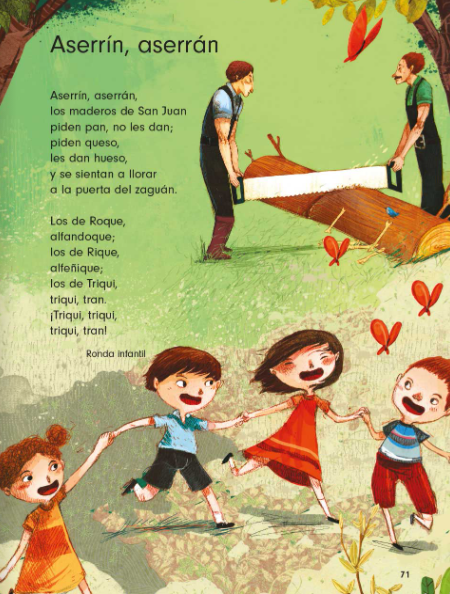 Aserrín, aserrán
Aserrín, aserrán,
los maderos de San Juan
piden pan, no les dan;
piden queso,
les dan hueso,
y se sientan a llorar
a la puerta del zaguán.
Los de Roque,
alfandoque;
los de Rique,
alfeñique;
los de Triqui,
triqui, tran.
¡Triqui, triqui,
triqui, tran!
Ronda infantil
71